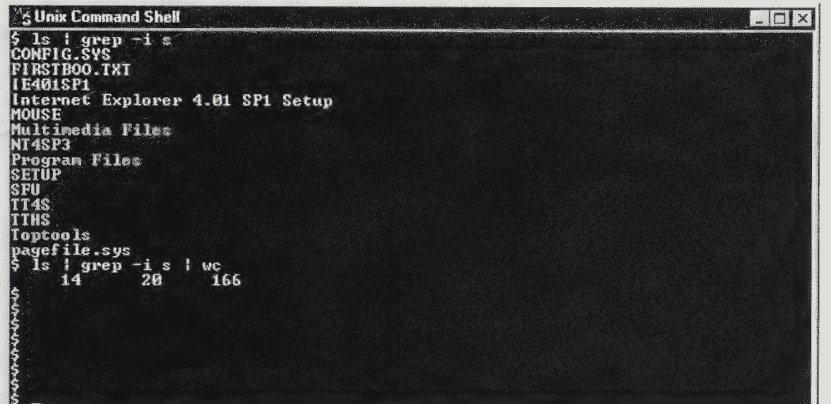 Unix Command Shell
$ ls | grep -i s
CONFIG.SYS
FIRSTBOO.TXT
IE401SP1
Internet Explorer 4.01 SP1 Setup
MOUSE
Multimedia Files
NT4SP3
Program Files
SETUP
SFU
TT4S
TTHS
Toptools
pagefile.sys
$ ls | grep -i s | wc
14 20 166
$
$
$
$
$
$
$
$